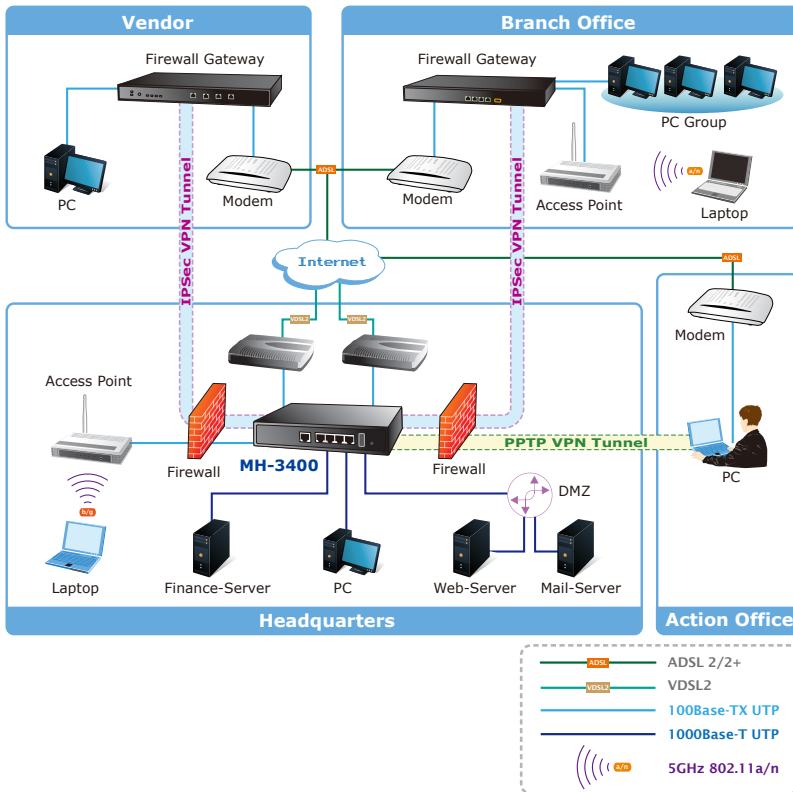 Vendor
Branch Office
Firewall Gateway
Firewall Gateway
PC Group
a/n
PC
Modem
ADSL
Modem
Access Point
Laptop
IPSec VPN Tunnel
IPSec VPN Tunnel
Internet
ADSL
VDSL2
VDSL2
Modem
Access Point
Firewall
MH-3400
Firewall
PPTP VPN Tunnel
PC
DMZ
b/g
Laptop
Finance-Server
PC
Web-Server
Mail-Server
Headquarters
Action Office
ADSL
ADSL 2/2+
VDSL2
VDSL2
100Base-TX UTP
1000Base-T UTP
a/n
5GHz 802.11a/n